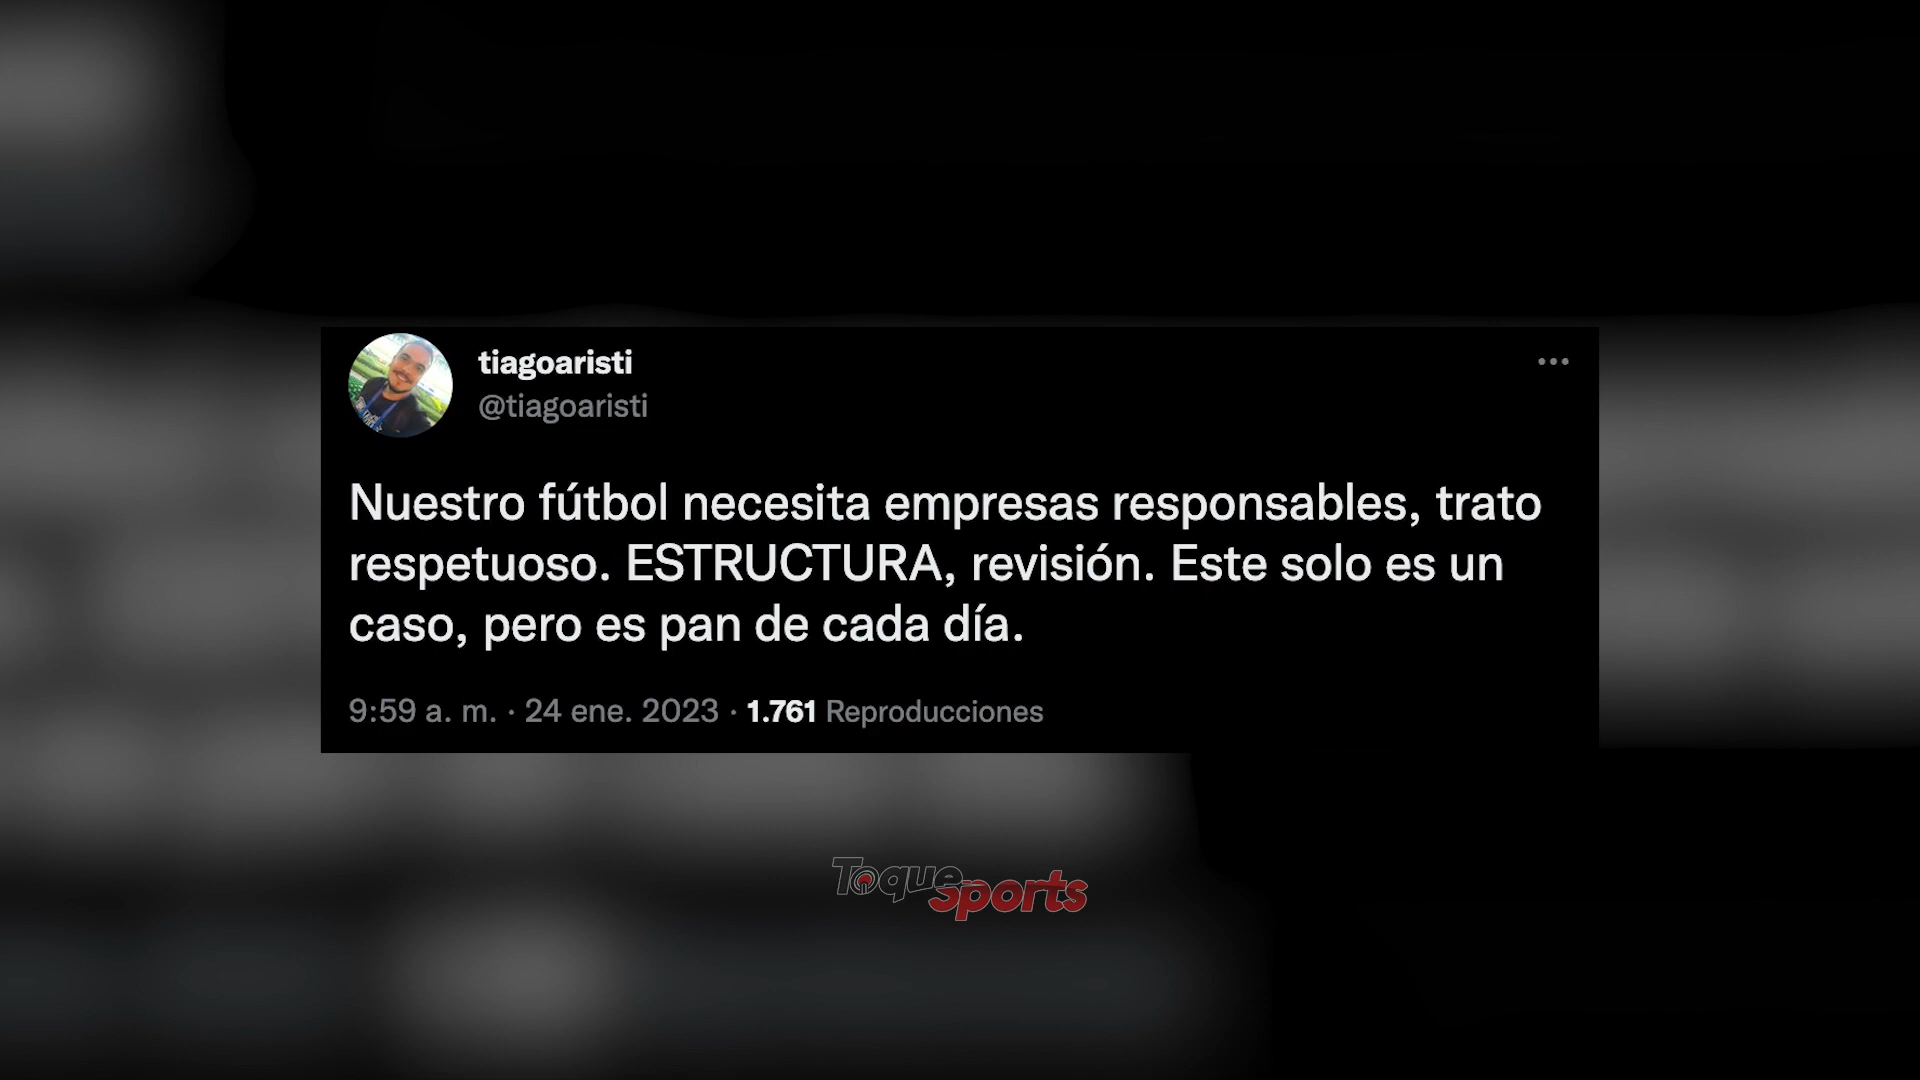 tiagoaristi
@tiagoaristi
Nuestro fútbol necesita empresas responsables, trato
respetuoso. ESTRUCTURA, revisión. Este solo es un
caso, pero es pan de cada día.
9:59 a. m. · 24 ene. 2023 · 1.761 Reproducciones
Toque
sports